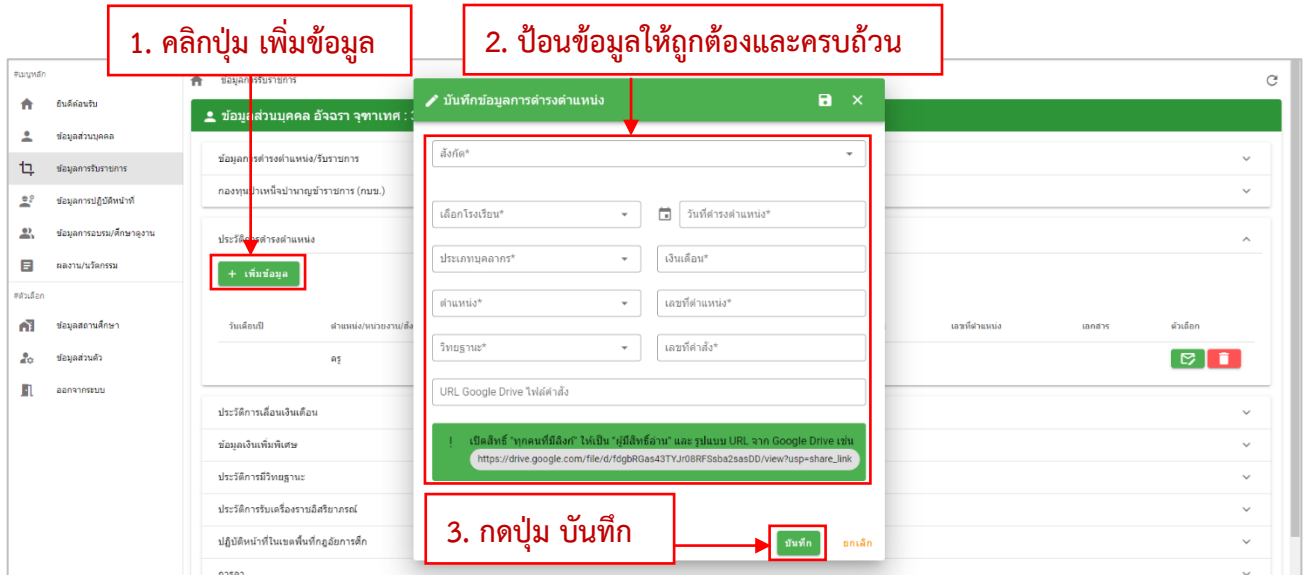 1. คลิกปุ่ม เพิ่มข้อมูล
2. ป้อนข้อมูลให้ถูกต้องและครบถ้วน
#เมนูหลัก
ยินดีต้อนรับ
ข้อมูลส่วนบุคคล
ข้อมูลการรับราชการ
ข้อมูลการปฏิบัติหน้าที่
ข้อมูลการอบรม/ศึกษาดูงาน
ผลงาน/นวัตกรรม
#ตัวเลือก
ข้อมูลสถานศึกษา
ข้อมูลส่วนตัว
ออกจากระบบ
ข้อมูลการรับราชการ
ข้อมูลส่วนบุคคล อัจฉรา จุฑาเทศ : 3
ข้อมูลการดำรงตำแหน่ง/รับราชการ
กองทุนบำเหน็จบำนาญข้าราชการ (กบข.)
ประวัติการดำรงตำแหน่ง
+ เพิ่มข้อมูล
วันเดือนปี
ตำแหน่ง/หน่วยงาน/สัง
เลขที่ตำแหน่ง
เอกสาร
ตัวเลือก
ครู
ประวัติการเลื่อนเงินเดือน
ข้อมูลเงินเพิ่มพิเศษ
ประวัติการมีวิทยฐานะ
ประวัติการรับเครื่องราชอิสริยาภรณ์
ปฏิบัติหน้าที่ในเขตพื้นที่กฎอัยการศึก
การลา
บันทึกข้อมูลการดำรงตำแหน่ง
สังกัด*
เลือกโรงเรียน*
วันที่ดำรงตำแหน่ง*
ประเภทบุคลากร*
เงินเดือน*
ตำแหน่ง*
เลขที่ตำแหน่ง*
วิทยฐานะ*
เลขที่คำสั่ง*
URL Google Drive ไฟล์คำสั่ง
! เปิดสิทธิ์ "ทุกคนที่มีลิงก์" ให้เป็น "ผู้มีสิทธิ์อ่าน" และ รูปแบบ URL จาก Google Drive เช่น
https://drive.google.com/file/d/fdgbRGas43TYJr08RFSsba2sasDD/view?usp=share_link
3. กดปุ่ม บันทึก
บันทึก
ยกเลิก